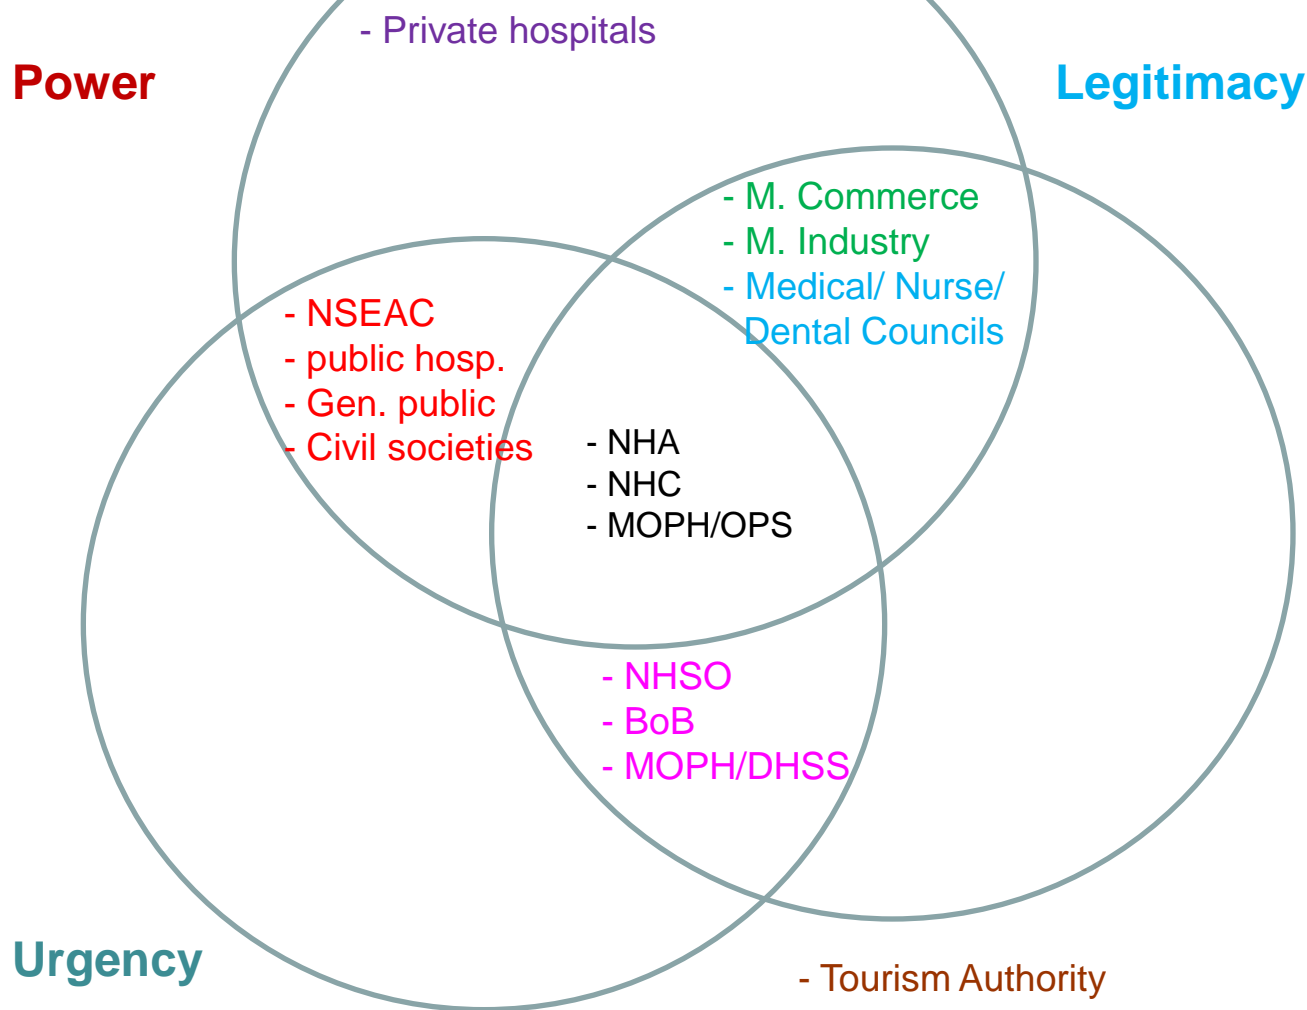 - Private hospitals
Power
Legitimacy
- M. Commerce
- M. Industry
- Medical/ Nurse/
Dental Councils
- NSEAC
- public hosp.
- Gen. public
- Civil societies
- NHA
- NHC
- MOPH/OPS
- NHSO
- BoB
- MOPH/DHSS
Urgency
- Tourism Authority